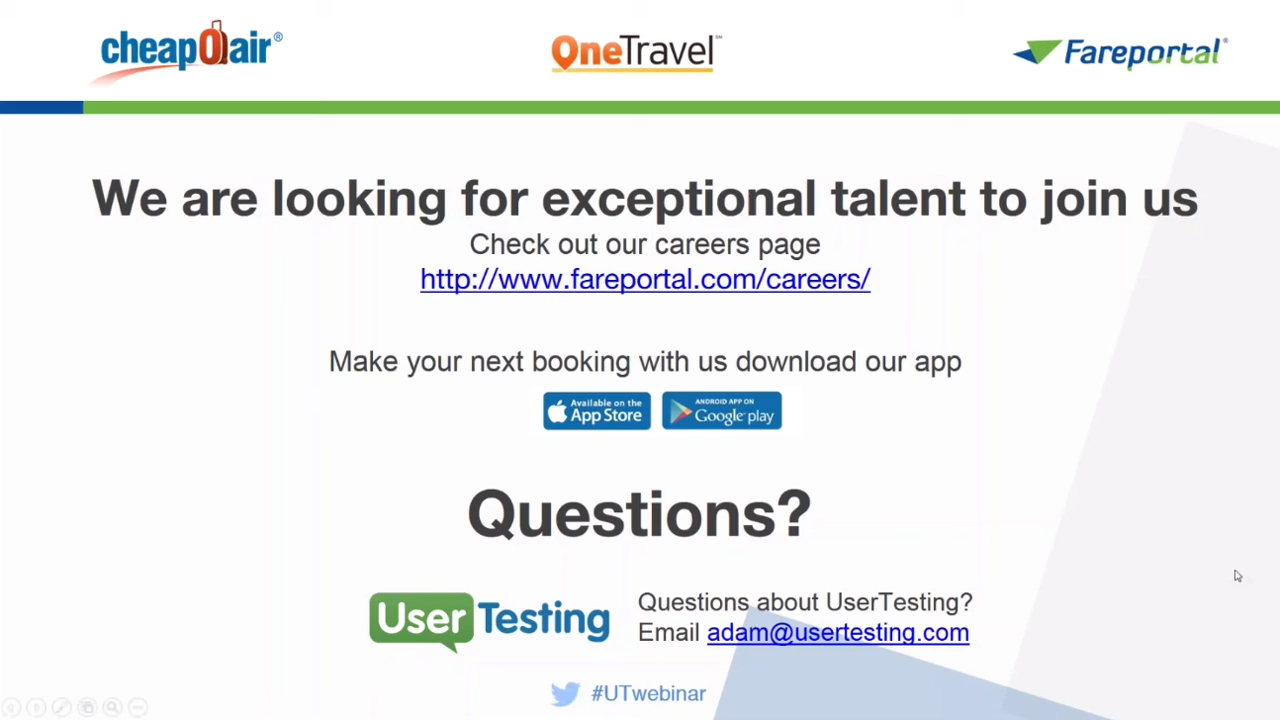 cheapOair®
OneTravel℠
Fareportal®
We are looking for exceptional talent to join us
Check out our careers page
http://www.fareportal.com/careers/
Make your next booking with us download our app
Available on the
App Store
ANDROID APP ON
Google play
Questions?
UserTesting
Questions about UserTesting?
Email adam@usertesting.com
#UTwebinar